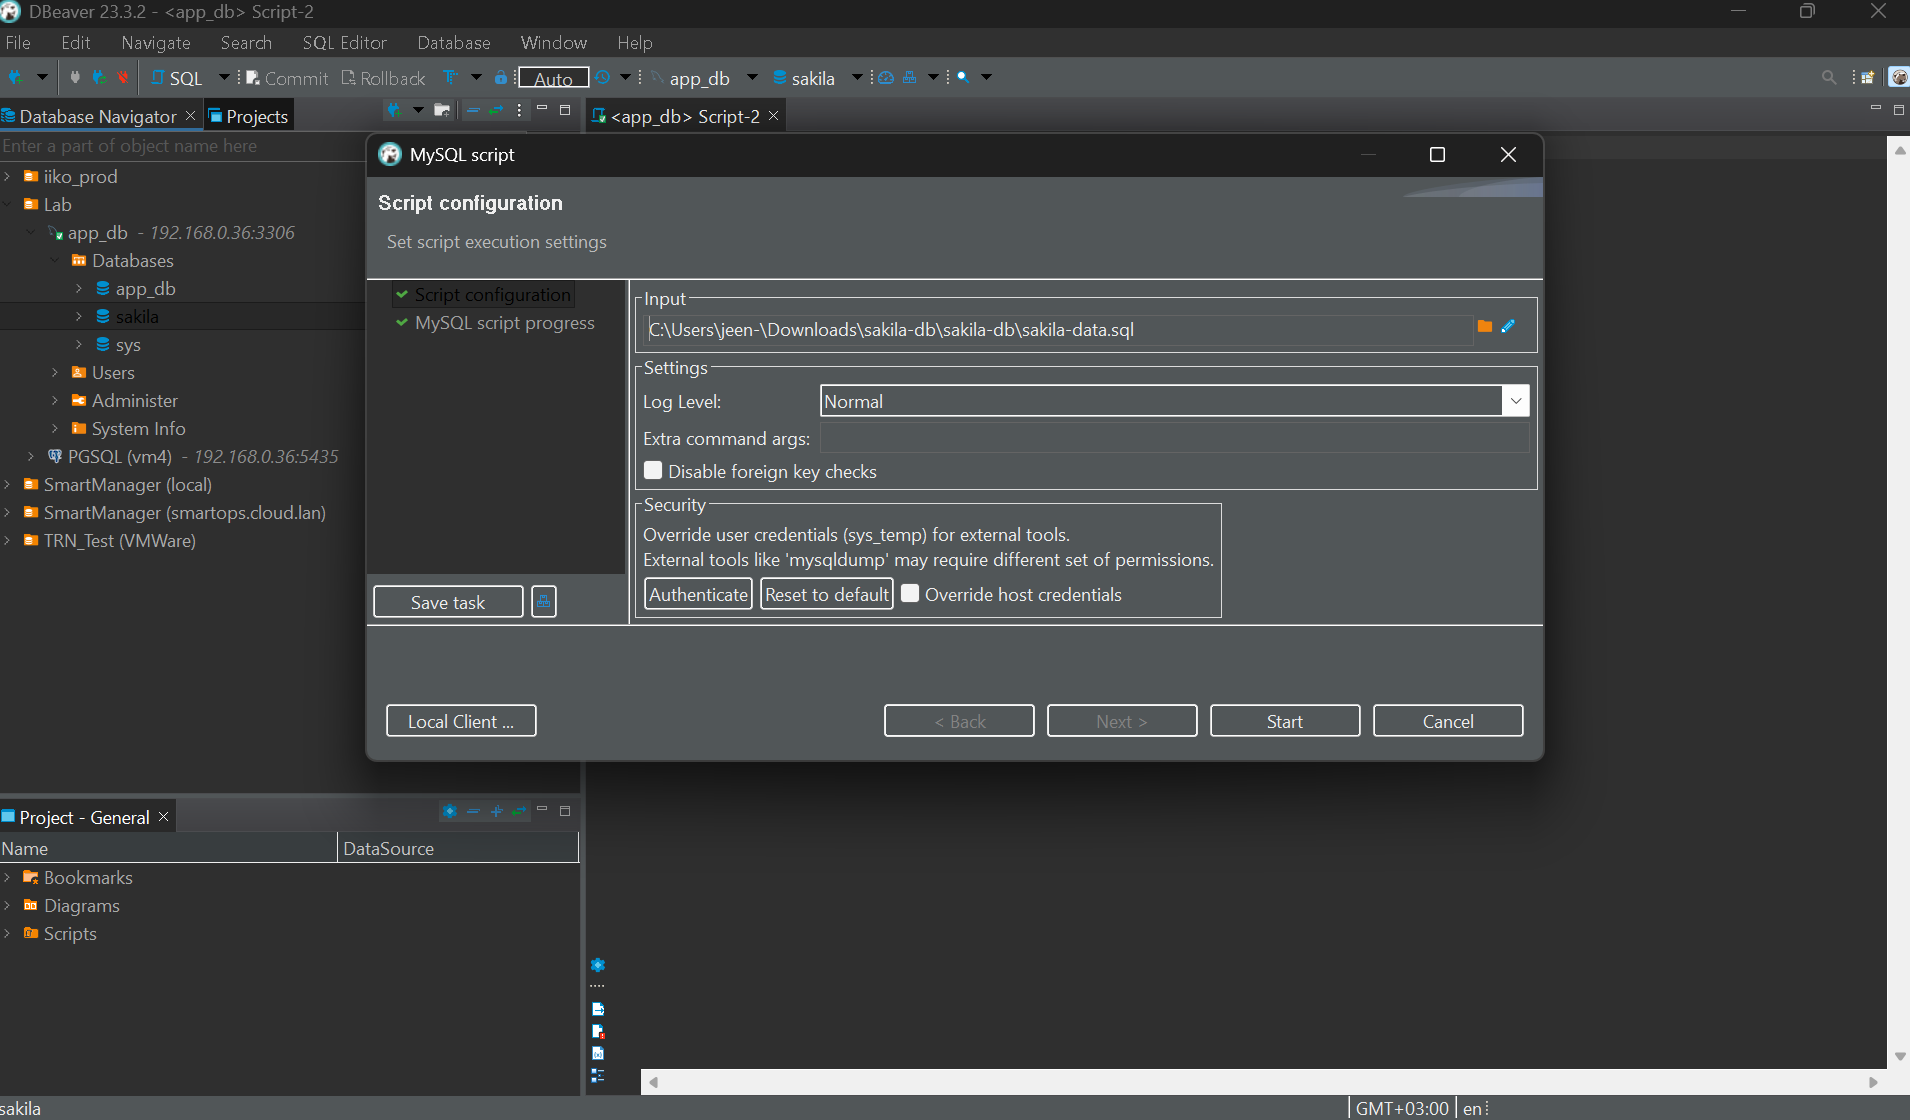 DBeaver 23.3.2 - <app_db> Script-2
File Edit Navigate Search SQL Editor Database Window Help
SQL Commit Rollback Auto app_db sakila
Database Navigator Projects
<app_db> Script-2
Enter a part of object name here
iiko_prod
Lab
app_db - 192.168.0.36:3306
Databases
app_db
sakila
sys
Users
Administer
System Info
PGSQL (vm4) - 192.168.0.36:5435
SmartManager (local)
SmartManager (smartops.cloud.lan)
TRN_Test (VMWare)
MySQL script
Script configuration
Set script execution settings
Script configuration
MySQL script progress
Input
C:\Users\jeen-\Downloads\sakila-db\sakila-db\sakila-data.sql
Settings
Log Level: Normal
Extra command args:
Disable foreign key checks
Security
Override user credentials (sys_temp) for external tools.
External tools like 'mysqldump' may require different set of permissions.
Authenticate Reset to default Override host credentials
Save task
Local Client ... < Back Next > Start Cancel
Project - General
Name DataSource
Bookmarks
Diagrams
Scripts
sakila GMT+03:00 en